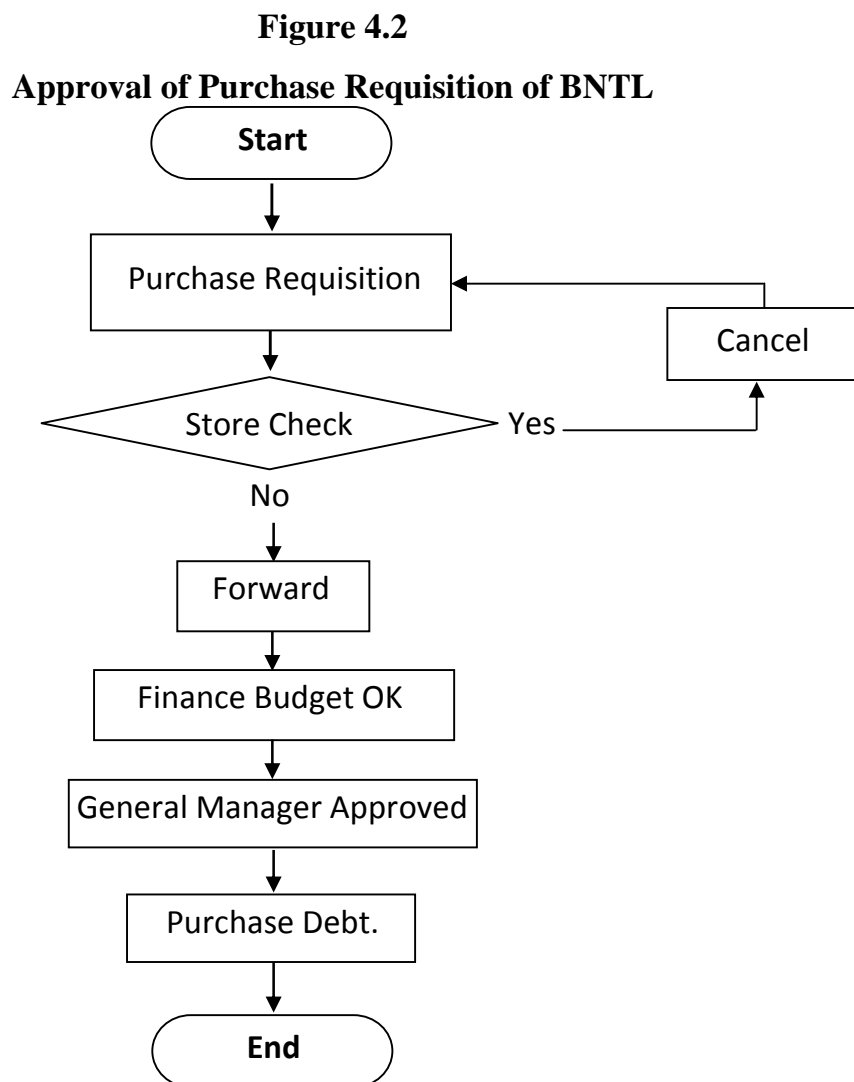 Figure 4.2
Approval of Purchase Requisition of BNTL
Start
Purchase Requisition
Cancel
Store Check
Yes
No
Forward
Finance Budget OK
General Manager Approved
Purchase Debt.
End